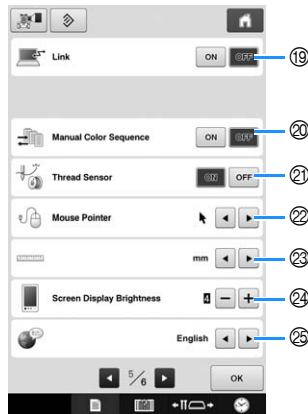 Link ON OFF ⑲
Manual Color Sequence ON OFF ⑳
Thread Sensor ON OFF ㉑
Mouse Pointer ㉒
mm ㉓
Screen Display Brightness 4 − + ㉔
English ㉕
5/6 OK